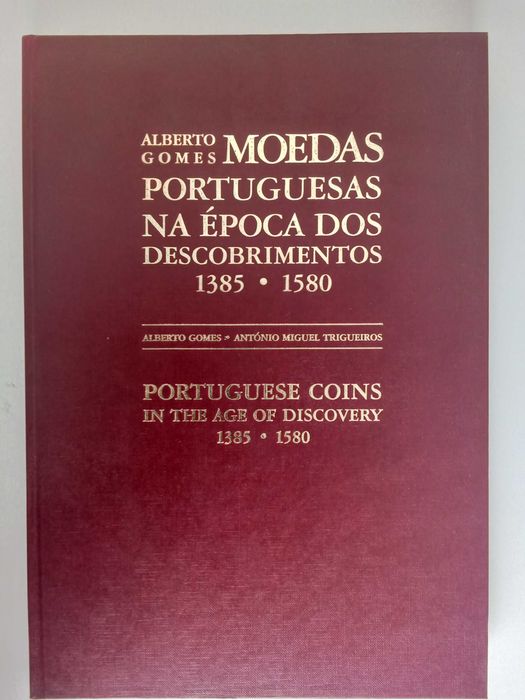 ALBERTO
GOMES MOEDAS
PORTUGUESAS
NA ÉPOCA DOS
DESCOBRIMENTOS
1385 • 1580
ALBERTO GOMES • ANTÓNIO MIGUEL TRIGUEIROS
PORTUGUESE COINS
IN THE AGE OF DISCOVERY
1385 • 1580